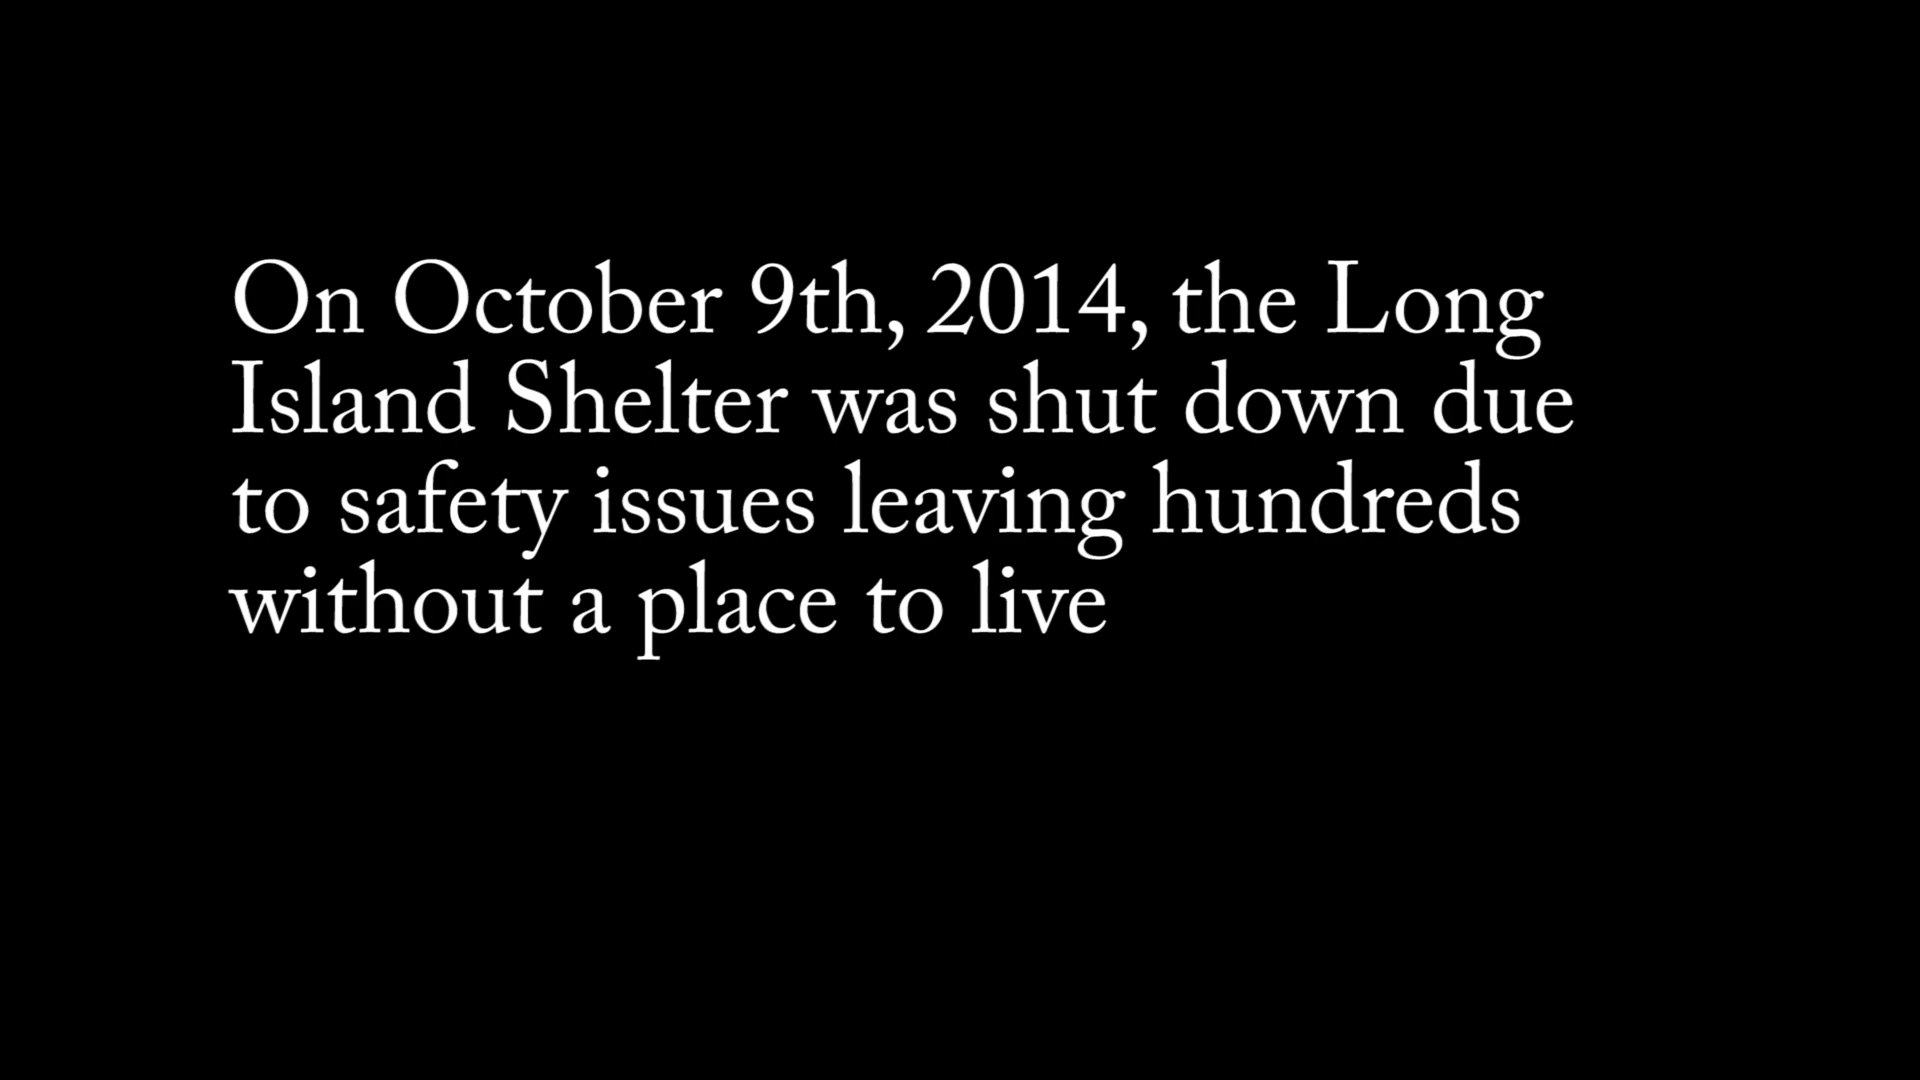 On October 9th, 2014, the Long
Island Shelter was shut down due
to safety issues leaving hundreds
without a place to live